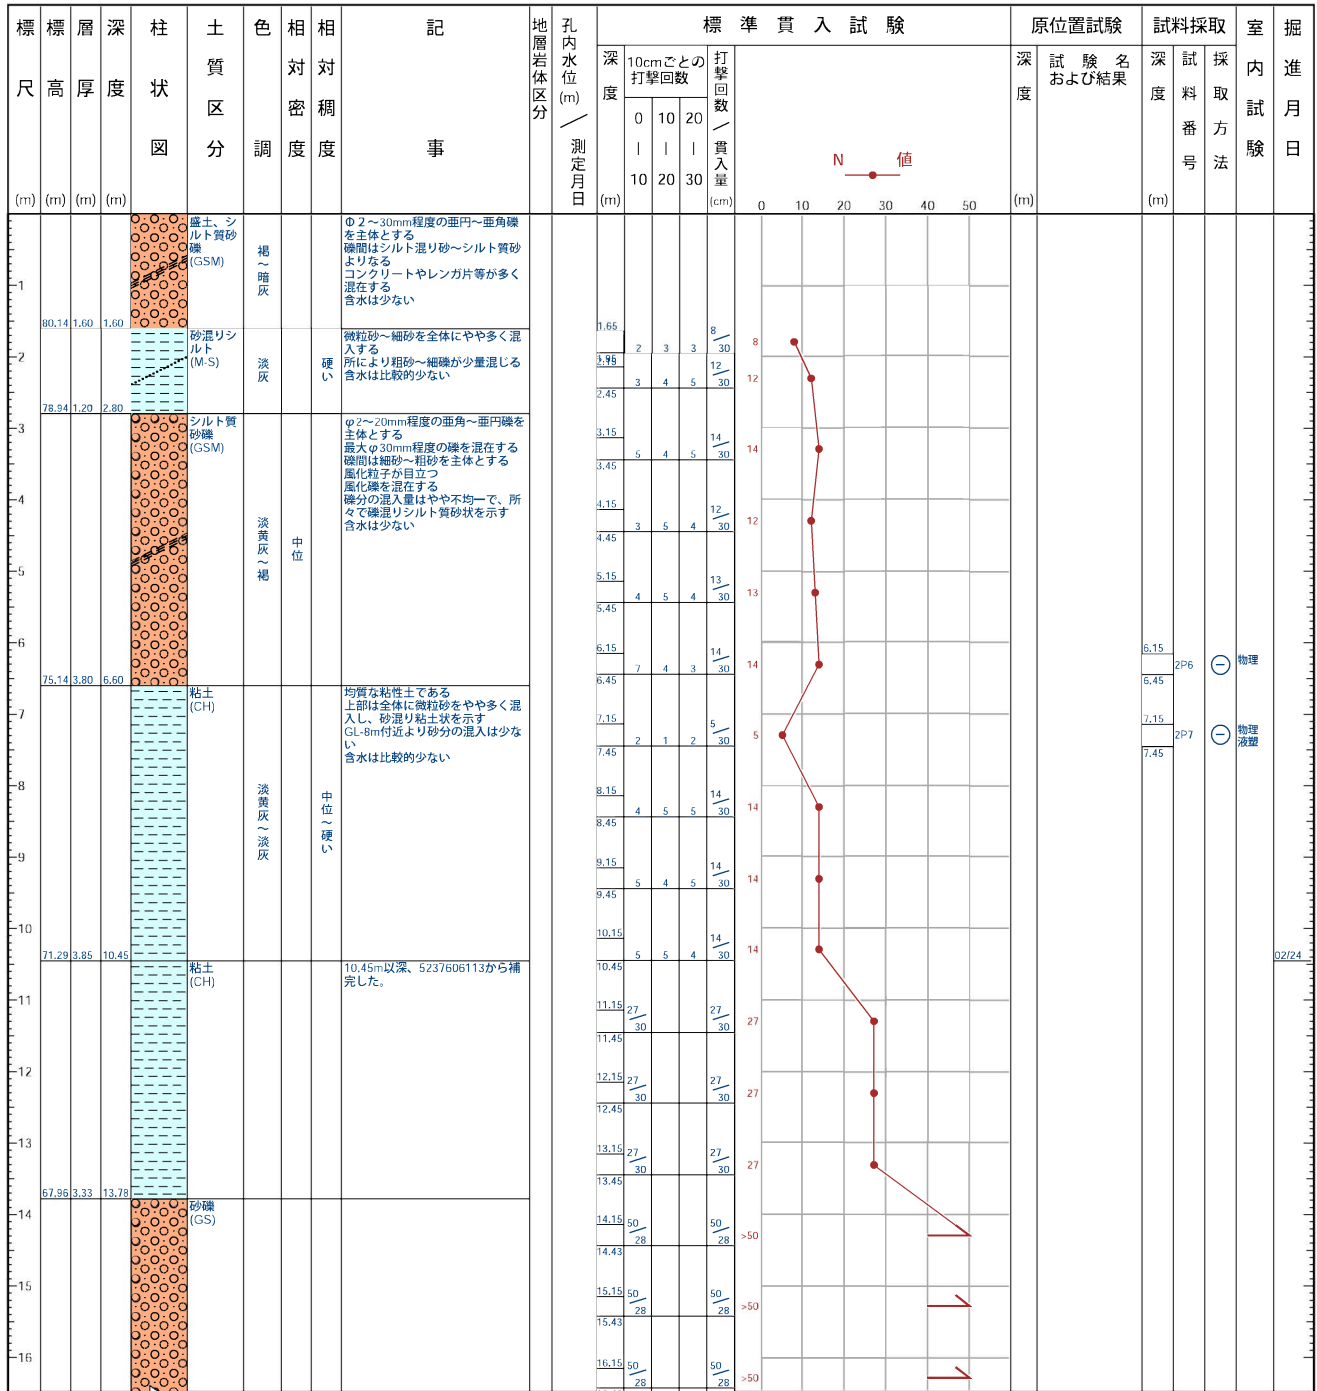 標尺(m)
標高(m)
層厚(m)
深度(m)
柱状図
土質区分
色調
相対密度
相対稠度
記事
地層岩体区分
孔内水位(m)／測定月日
標準貫入試験
深度(m)
10cmごとの
打撃回数
0 10 20
| | |
10 20 30
打撃回数／貫入量(cm)
N 値
0 10 20 30 40 50
原位置試験
深度(m)
試験名
および結果
試料採取
深度(m)
試料番号
採取方法
室内試験
掘進月日
盛土、シ
ルト質砂
礫
(GSM)
褐～暗灰
Φ２～30mm程度の亜円～亜角礫
を主体とする
礫間はシルト混り砂～シルト質砂
よりなる
コンクリートやレンガ片等が多く
混在する
含水は少ない
1
80.14 1.60 1.60
砂混りシ
ルト
(M-S)
淡灰
硬い
微粒砂～細砂を全体にやや多く混
入する
所により粗砂～細礫が少量混じる
含水は比較的少ない
1.65 8/30
2 3 3 8
1.95
2
2.15 12/30
3 4 5 12
2.45
78.94 1.20 2.80
シルト質
砂礫
(GSM)
淡黄灰～褐
中位
φ2～20mm程度の亜角～亜円礫を
主体とする
最大φ30mm程度の礫を混在する
礫間は細砂～粗砂を主体とする
風化粒子が目立つ
風化礫を混在する
礫分の混入量はやや不均一で、所
々で礫混りシルト質砂状を示す
含水は少ない
3
3.15 14/30
5 4 5 14
3.45
4
4.15 12/30
3 5 4 12
4.45
5
5.15 13/30
4 5 4 13
5.45
6
6.15 14/30
7 4 3 14
6.45
6.15
2P6 物理
6.45
75.14 3.80 6.60
粘土
(CH)
淡黄灰～淡灰
中位～硬い
均質な粘性土である
上部は全体に微粒砂をやや多く混
入し、砂混り粘土状を示す
GL-8m付近より砂分の混入は少な
い
含水は比較的少ない
7
7.15 5/30
2 1 2 5
7.45
7.15
2P7 物理
液塑
7.45
8
8.15 14/30
4 5 5 14
8.45
9
9.15 14/30
5 4 5 14
9.45
10
10.15 14/30
5 5 4 14
10.45
71.29 3.85 10.45
02/24
粘土
(CH)
10.45m以深、5237606113から補
完した。
11
11.15 27/30 27/30 27
11.45
12
12.15 27/30 27/30 27
12.45
13
13.15 27/30 27/30 27
13.45
67.96 3.33 13.78
砂礫
(GS)
14
14.15 50/28 50/28 >50
14.43
15
15.15 50/28 50/28 >50
15.43
16
16.15 50/28 50/28 >50